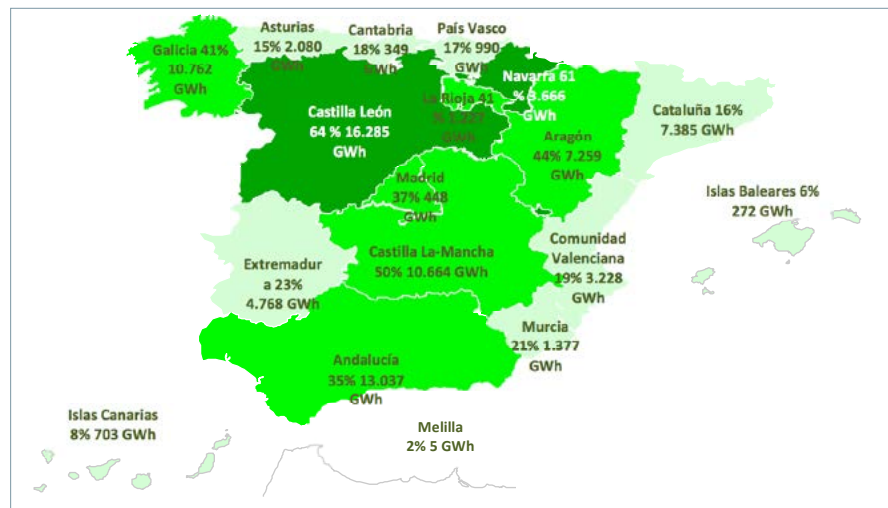 Asturias
15% 2.080
GWh
Cantabria
18% 349
GWh
País Vasco
17% 990
GWh
Galicia 41%
10.762
GWh
Navarra 61
% 3.666
GWh
La Rioja 41
% 1.227
GWh
Castilla León
64 % 16.285
GWh
Cataluña 16%
7.385 GWh
Aragón
44% 7.259
GWh
Madrid
37% 448
GWh
Islas Baleares 6%
272 GWh
Comunidad
Valenciana
19% 3.228
GWh
Castilla La-Mancha
50% 10.664 GWh
Extremadur
a 23%
4.768 GWh
Murcia
21% 1.377
GWh
Andalucía
35% 13.037
GWh
Islas Canarias
8% 703 GWh
Melilla
2% 5 GWh